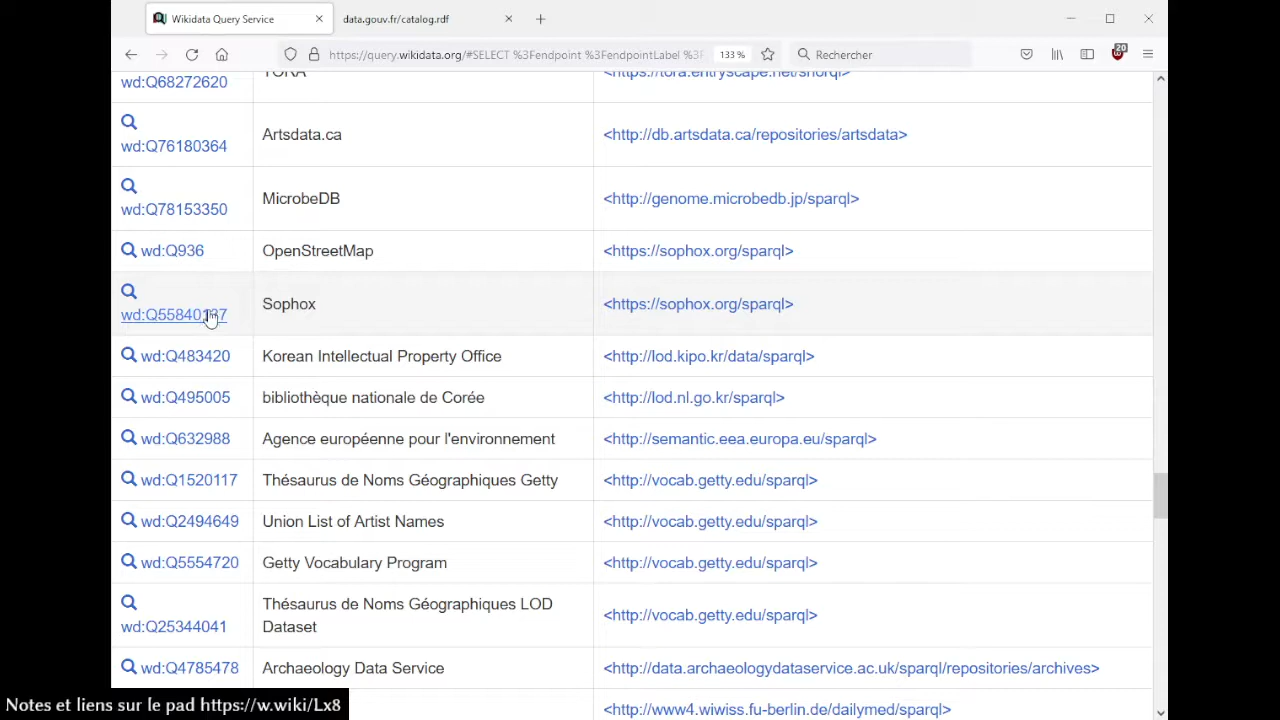 Wikidata Query Service
data.gouv.fr/catalog.rdf
https://query.wikidata.org/#SELECT %3Fendpoint %3FendpointLabel %3F
133 %
Rechercher
20
wd:Q68272620 TORA <https://tora.entryscape.net/snorql>
wd:Q76180364 Artsdata.ca <http://db.artsdata.ca/repositories/artsdata>
wd:Q78153350 MicrobeDB <http://genome.microbedb.jp/sparql>
wd:Q936 OpenStreetMap <https://sophox.org/sparql>
Sophox <https://sophox.org/sparql>
wd:Q483420 Korean Intellectual Property Office <http://lod.kipo.kr/data/sparql>
wd:Q495005 bibliothèque nationale de Corée <http://lod.nl.go.kr/sparql>
wd:Q632988 Agence européenne pour l'environnement <http://semantic.eea.europa.eu/sparql>
wd:Q1520117 Thésaurus de Noms Géographiques Getty <http://vocab.getty.edu/sparql>
wd:Q2494649 Union List of Artist Names <http://vocab.getty.edu/sparql>
wd:Q5554720 Getty Vocabulary Program <http://vocab.getty.edu/sparql>
wd:Q25344041 Thésaurus de Noms Géographiques LOD
Dataset <http://vocab.getty.edu/sparql>
wd:Q4785478 Archaeology Data Service <http://data.archaeologydataservice.ac.uk/sparql/repositories/archives>
<http://www4.wiwiss.fu-berlin.de/dailymed/sparql>
Notes et liens sur le pad https://w.wiki/Lx8